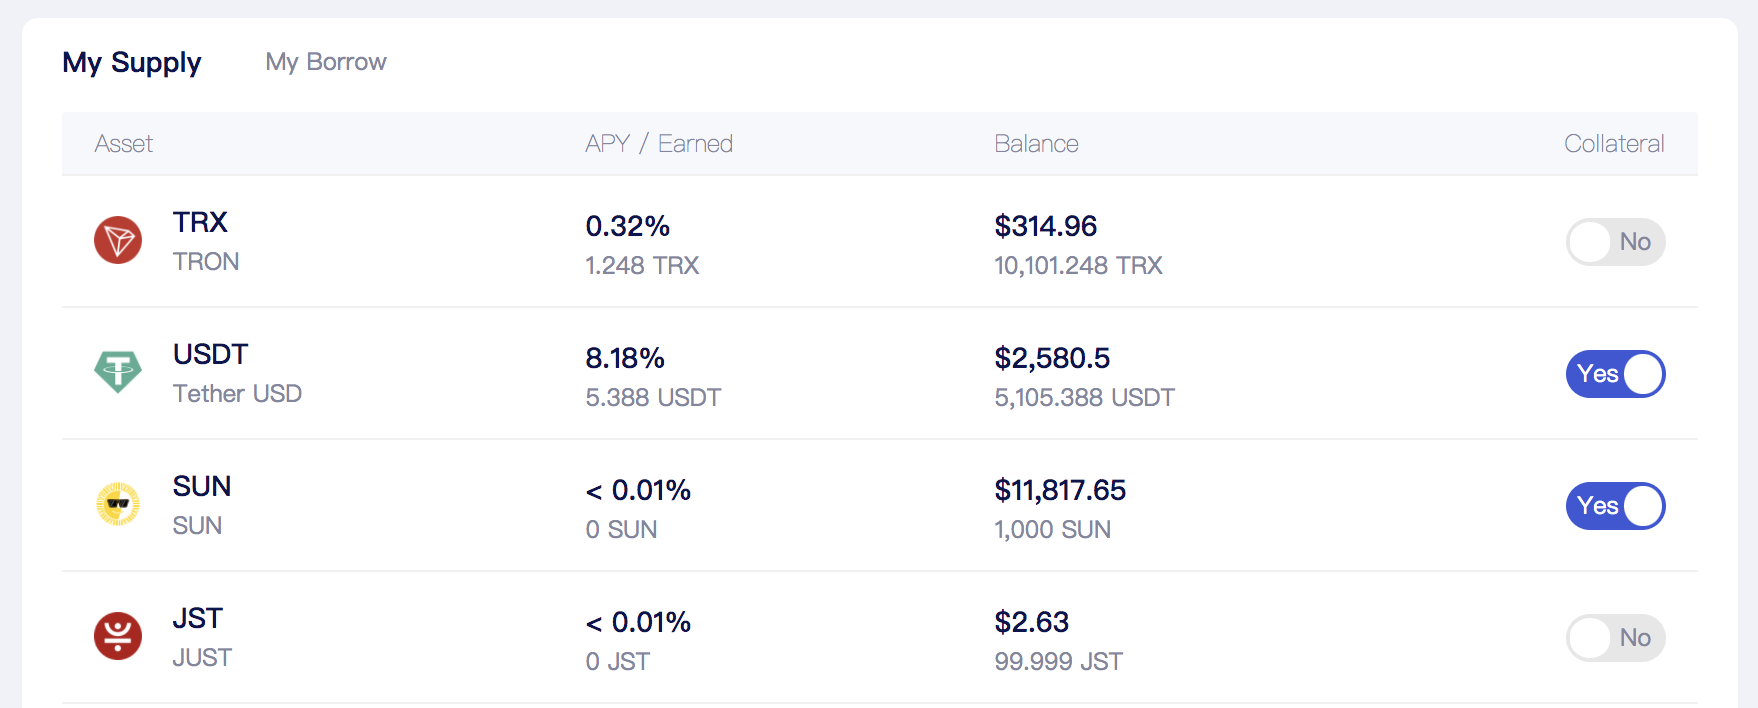 My Supply My Borrow
Asset APY / Earned Balance Collateral
TRX 0.32% $314.96 No
TRON 1.248 TRX 10,101.248 TRX
USDT 8.18% $2,580.5 Yes
Tether USD 5.388 USDT 5,105.388 USDT
SUN < 0.01% $11,817.65 Yes
SUN 0 SUN 1,000 SUN
JST < 0.01% $2.63 No
JUST 0 JST 99.999 JST